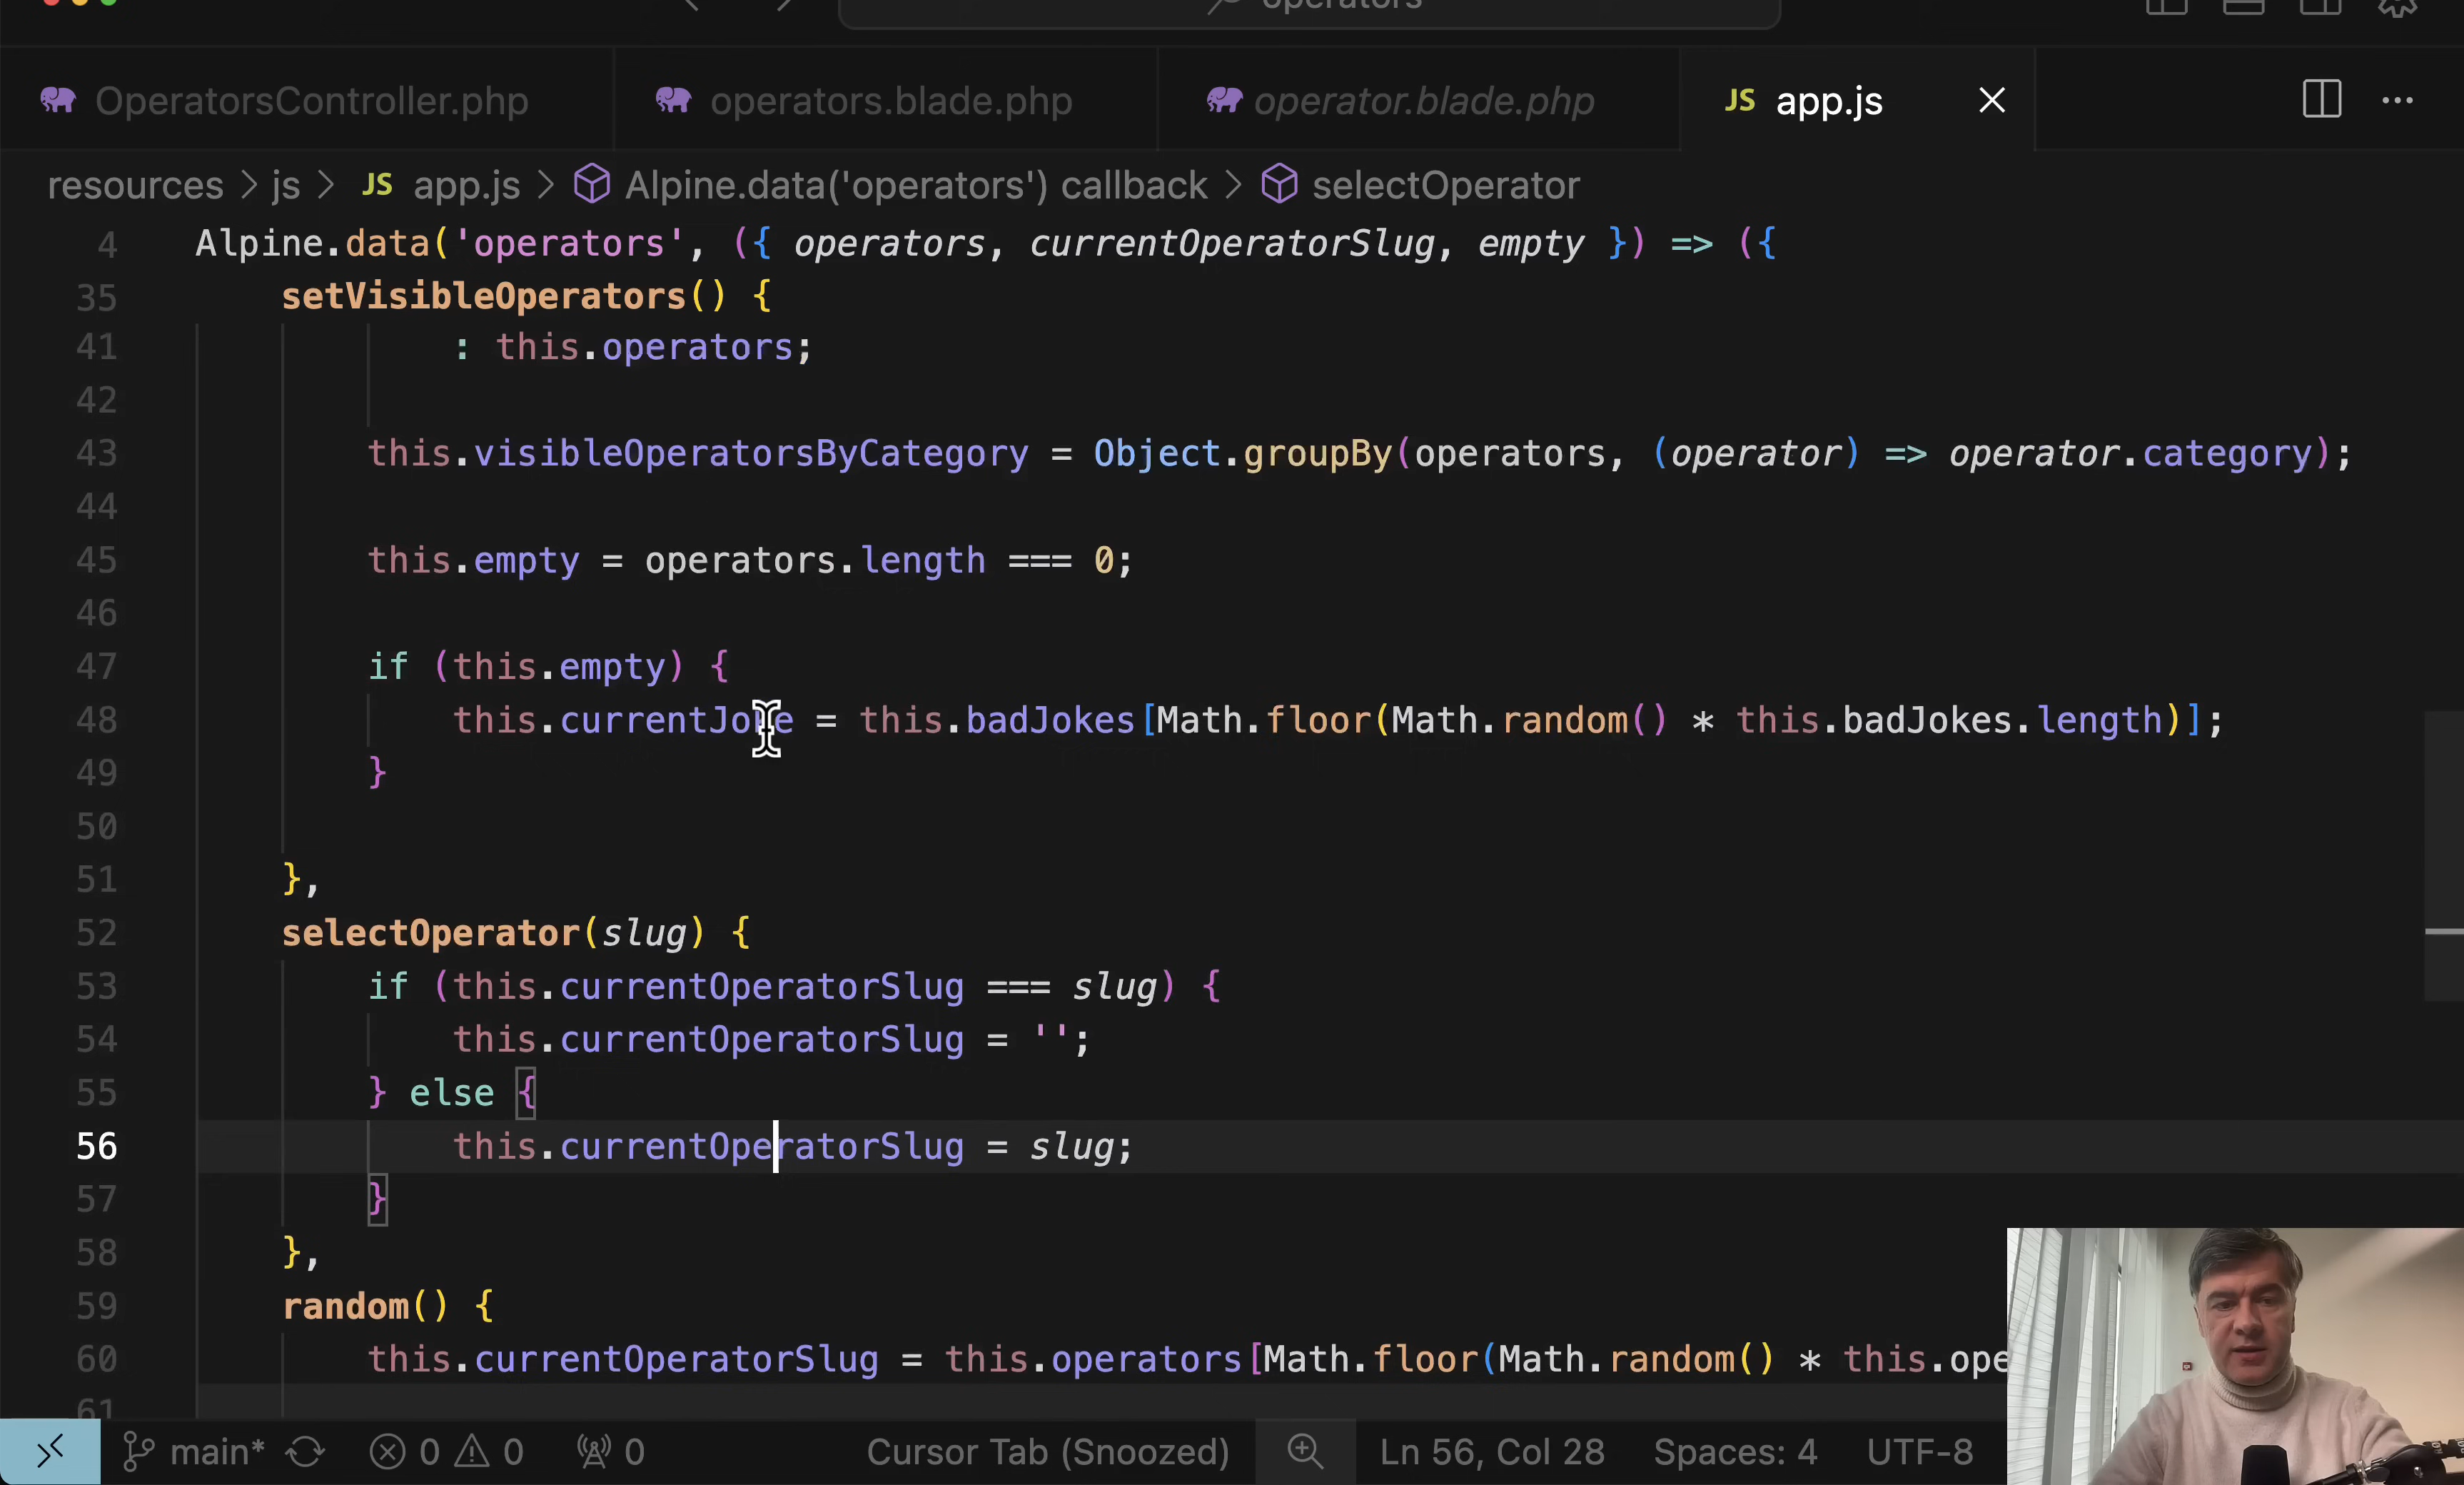 operators
OperatorsController.php operators.blade.php operator.blade.php JS app.js
resources > js > JS app.js > Alpine.data('operators') callback > selectOperator
4 Alpine.data('operators', ({ operators, currentOperatorSlug, empty }) => ({
35 setVisibleOperators() {
41 : this.operators;
42
43 this.visibleOperatorsByCategory = Object.groupBy(operators, (operator) => operator.category);
44
45 this.empty = operators.length === 0;
46
47 if (this.empty) {
48 this.currentJoke = this.badJokes[Math.floor(Math.random() * this.badJokes.length)];
49 }
50
51 },
52 selectOperator(slug) {
53 if (this.currentOperatorSlug === slug) {
54 this.currentOperatorSlug = '';
55 } else {
56 this.currentOperatorSlug = slug;
57 }
58 },
59 random() {
60 this.currentOperatorSlug = this.operators[Math.floor(Math.random() * this.ope
61
main* 0 0 0 Cursor Tab (Snoozed) Ln 56, Col 28 Spaces: 4 UTF-8